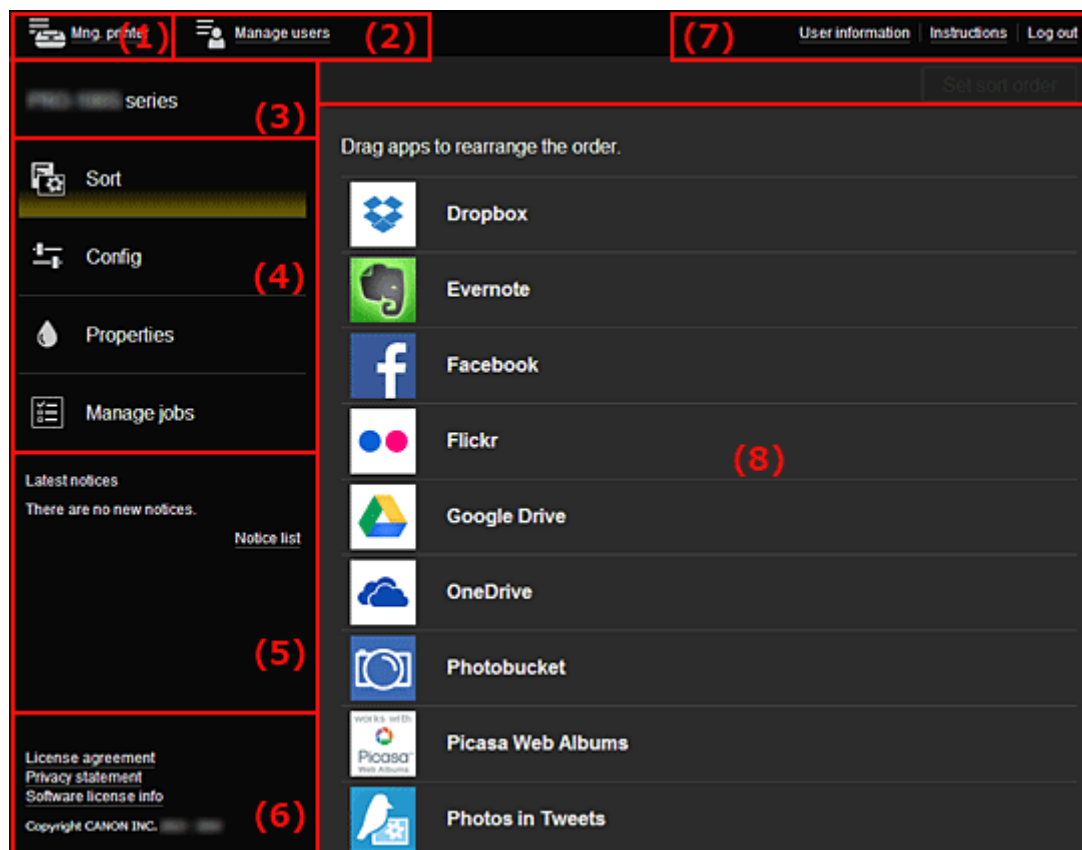 Mng. printer (1)
Manage users (2)
(7) User information Instructions Log out
series (3)
Set sort order
Sort
Config
(4)
Properties
Manage jobs
Latest notices
There are no new notices.
Notice list
(5)
License agreement
Privacy statement
Software license info
Copyright CANON INC.
(6)
Drag apps to rearrange the order.
Dropbox
Evernote
Facebook
Flickr
(8)
Google Drive
OneDrive
Photobucket
works with
Picasa
Web Albums
Picasa Web Albums
Photos in Tweets